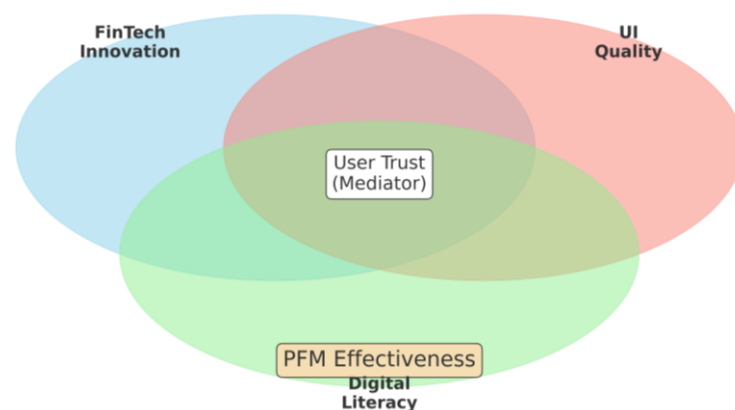 FinTech
Innovation
UI
Quality
User Trust
(Mediator)
PFM Effectiveness
Digital
Literacy